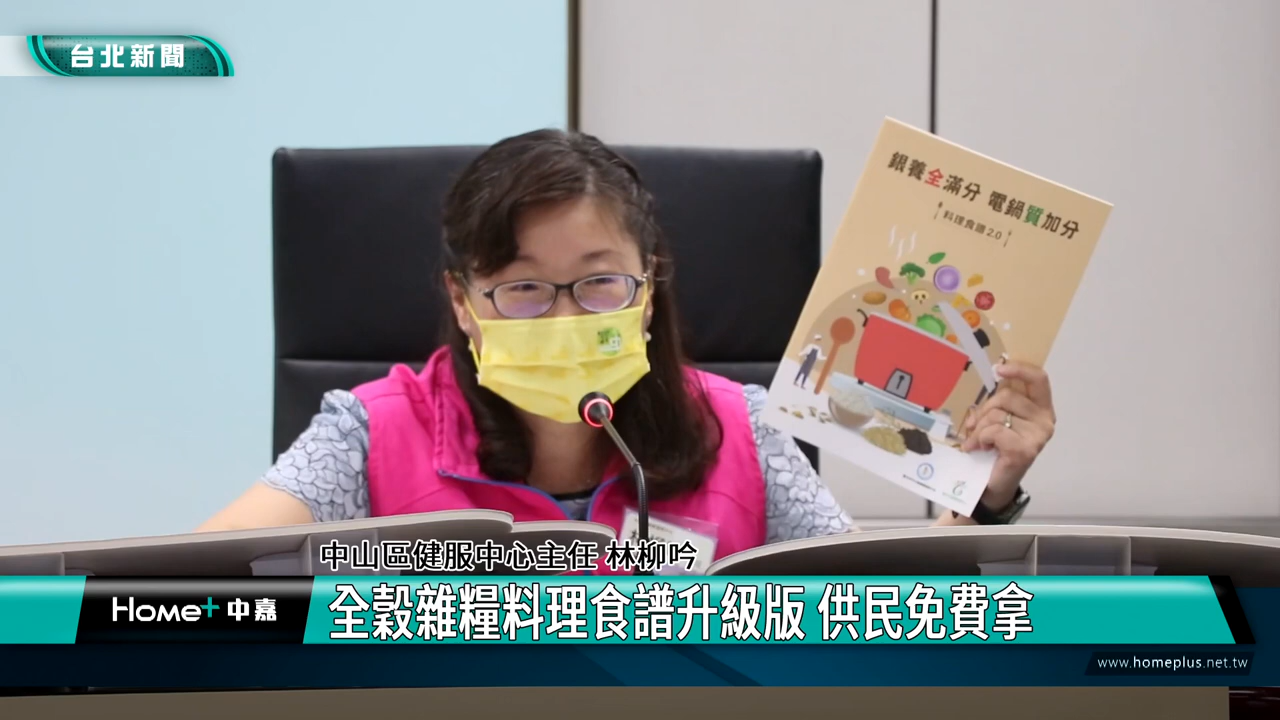 台北新聞
銀養全滿分 電鍋質加分
料理食譜2.0
中山區健服中心主任 林柳吟
Home+ 中嘉
全穀雜糧料理食譜升級版 供民免費拿
www.homeplus.net.tw